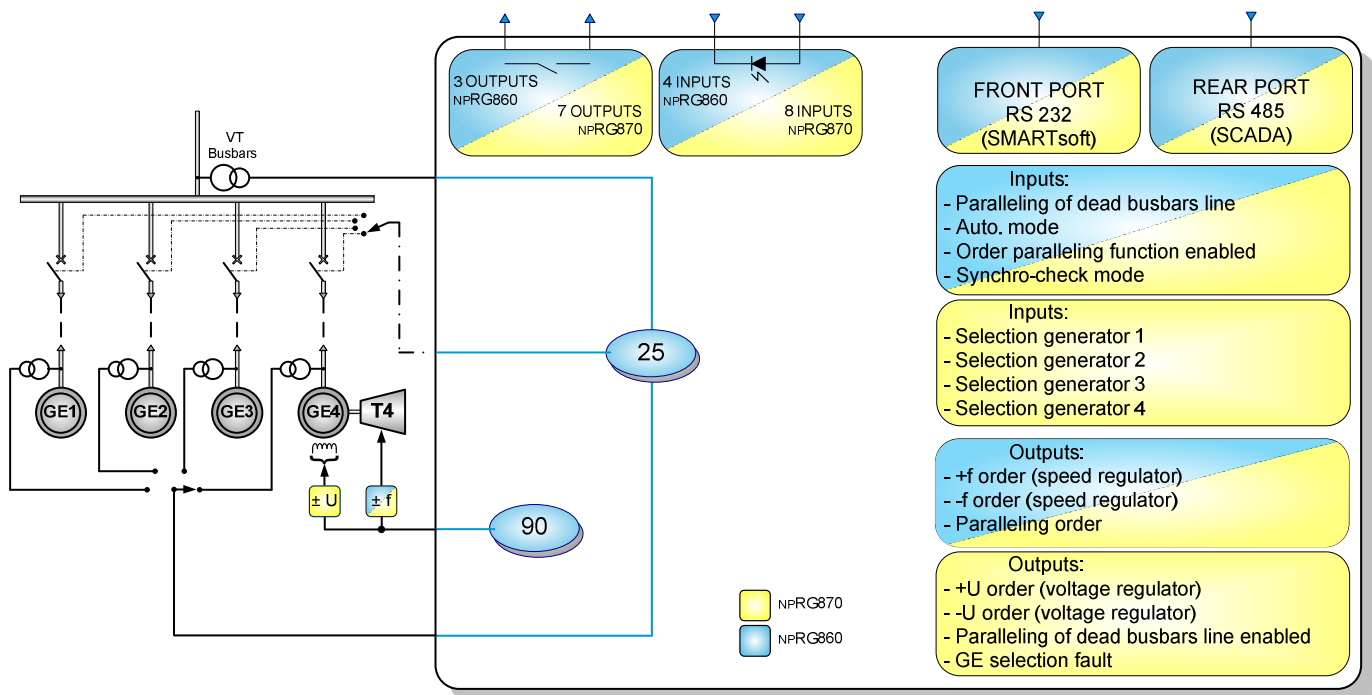 3 OUTPUTS
NPRG860
7 OUTPUTS
NPRG870
4 INPUTS
NPRG860
8 INPUTS
NPRG870
FRONT PORT
RS 232
(SMARTsoft)
REAR PORT
RS 485
(SCADA)
VT
Busbars
Inputs:
- Paralleling of dead busbars line
- Auto. mode
- Order paralleling function enabled
- Synchro-check mode
Inputs:
- Selection generator 1
- Selection generator 2
- Selection generator 3
- Selection generator 4
25
GE1
GE2
GE3
GE4
T4
± U
± f
90
Outputs:
- +f order (speed regulator)
- -f order (speed regulator)
- Paralleling order
Outputs:
- +U order (voltage regulator)
- -U order (voltage regulator)
- Paralleling of dead busbars line enabled
- GE selection fault
NPRG870
NPRG860